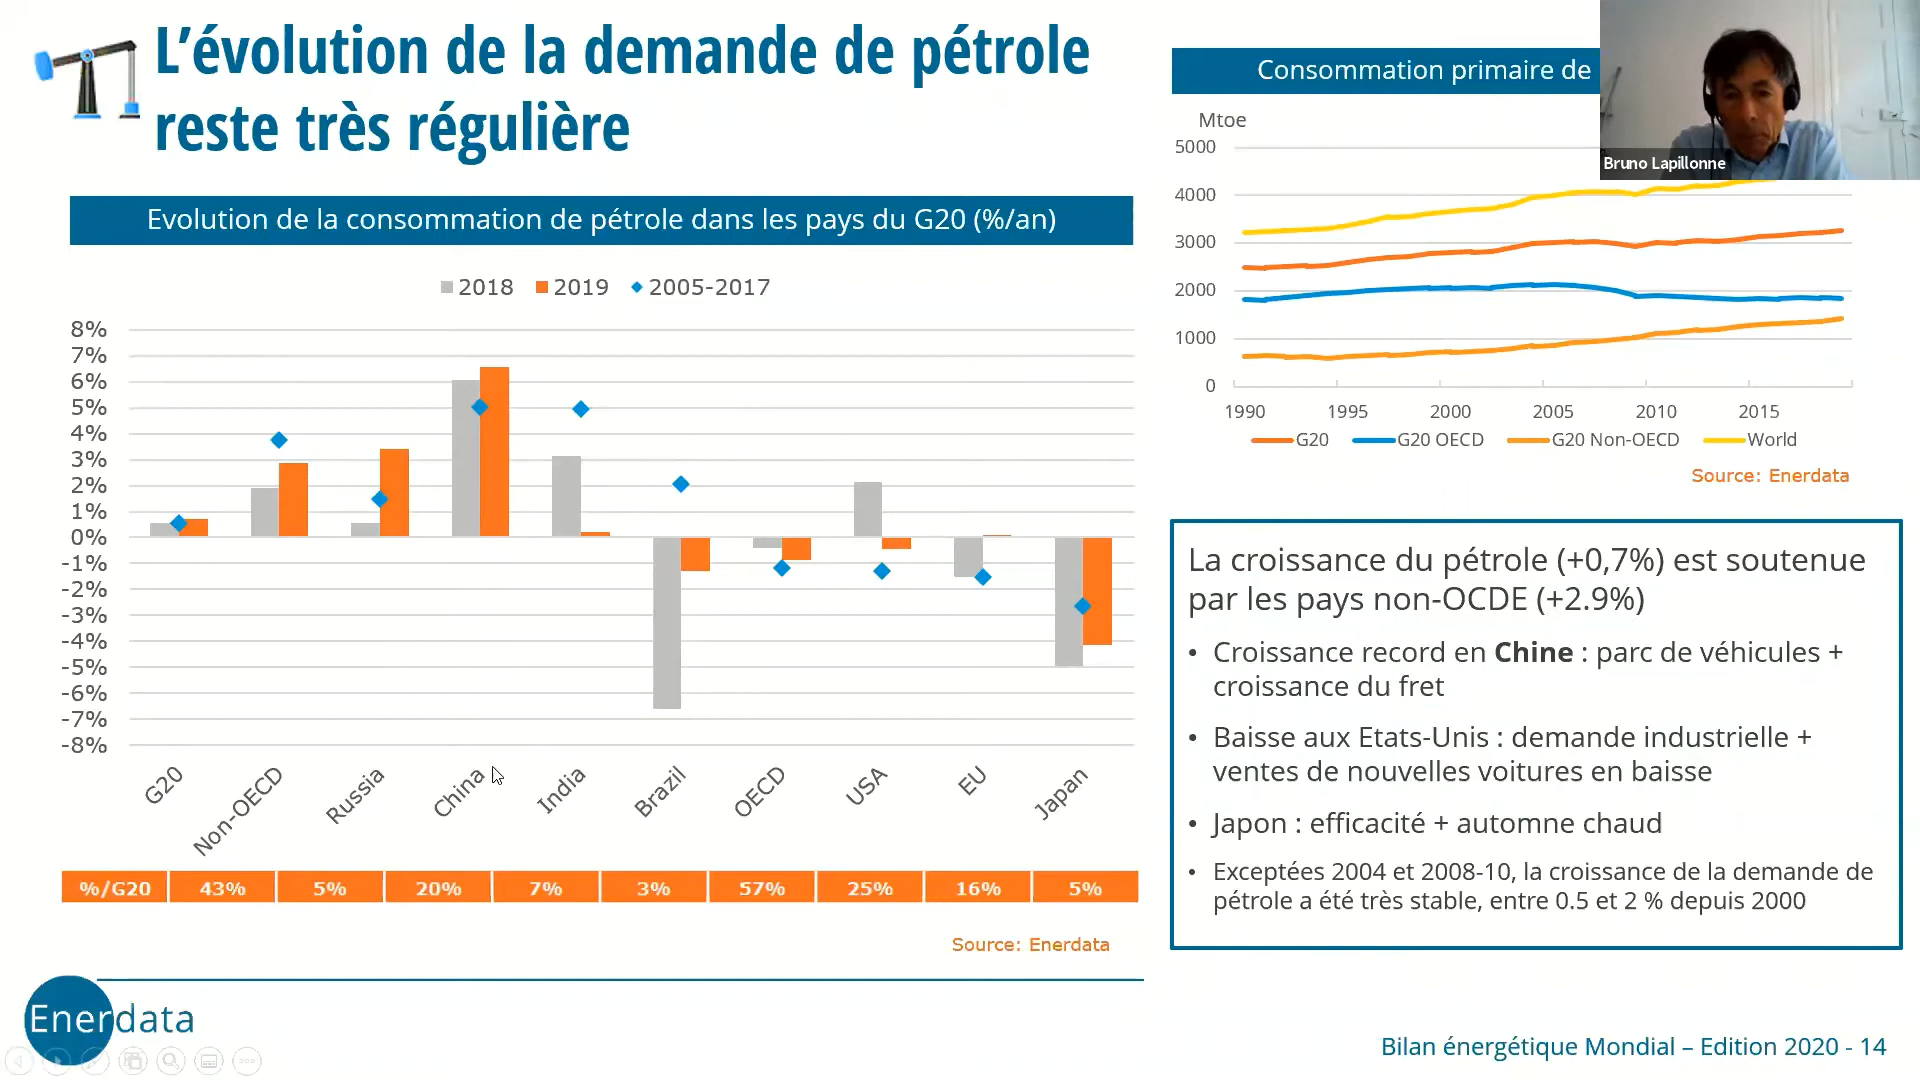 L’évolution de la demande de pétrole
reste très régulière
Evolution de la consommation de pétrole dans les pays du G20 (%/an)
2018 2019 2005-2017
8%
7%
6%
5%
4%
3%
2%
1%
0%
-1%
-2%
-3%
-4%
-5%
-6%
-7%
-8%
G20 Non-OECD Russia China India Brazil OECD USA EU Japan
%/G20 43% 5% 20% 7% 3% 57% 25% 16% 5%
Source: Enerdata
Consommation primaire de
Bruno Lapillonne
Mtoe
5000
4000
3000
2000
1000
0
1990 1995 2000 2005 2010 2015
G20 G20 OECD G20 Non-OECD World
Source: Enerdata
La croissance du pétrole (+0,7%) est soutenue
par les pays non-OCDE (+2.9%)
• Croissance record en Chine : parc de véhicules +
croissance du fret
• Baisse aux Etats-Unis : demande industrielle +
ventes de nouvelles voitures en baisse
• Japon : efficacité + automne chaud
• Exceptées 2004 et 2008-10, la croissance de la demande de
pétrole a été très stable, entre 0.5 et 2 % depuis 2000
Enerdata
Bilan énergétique Mondial – Edition 2020 - 14